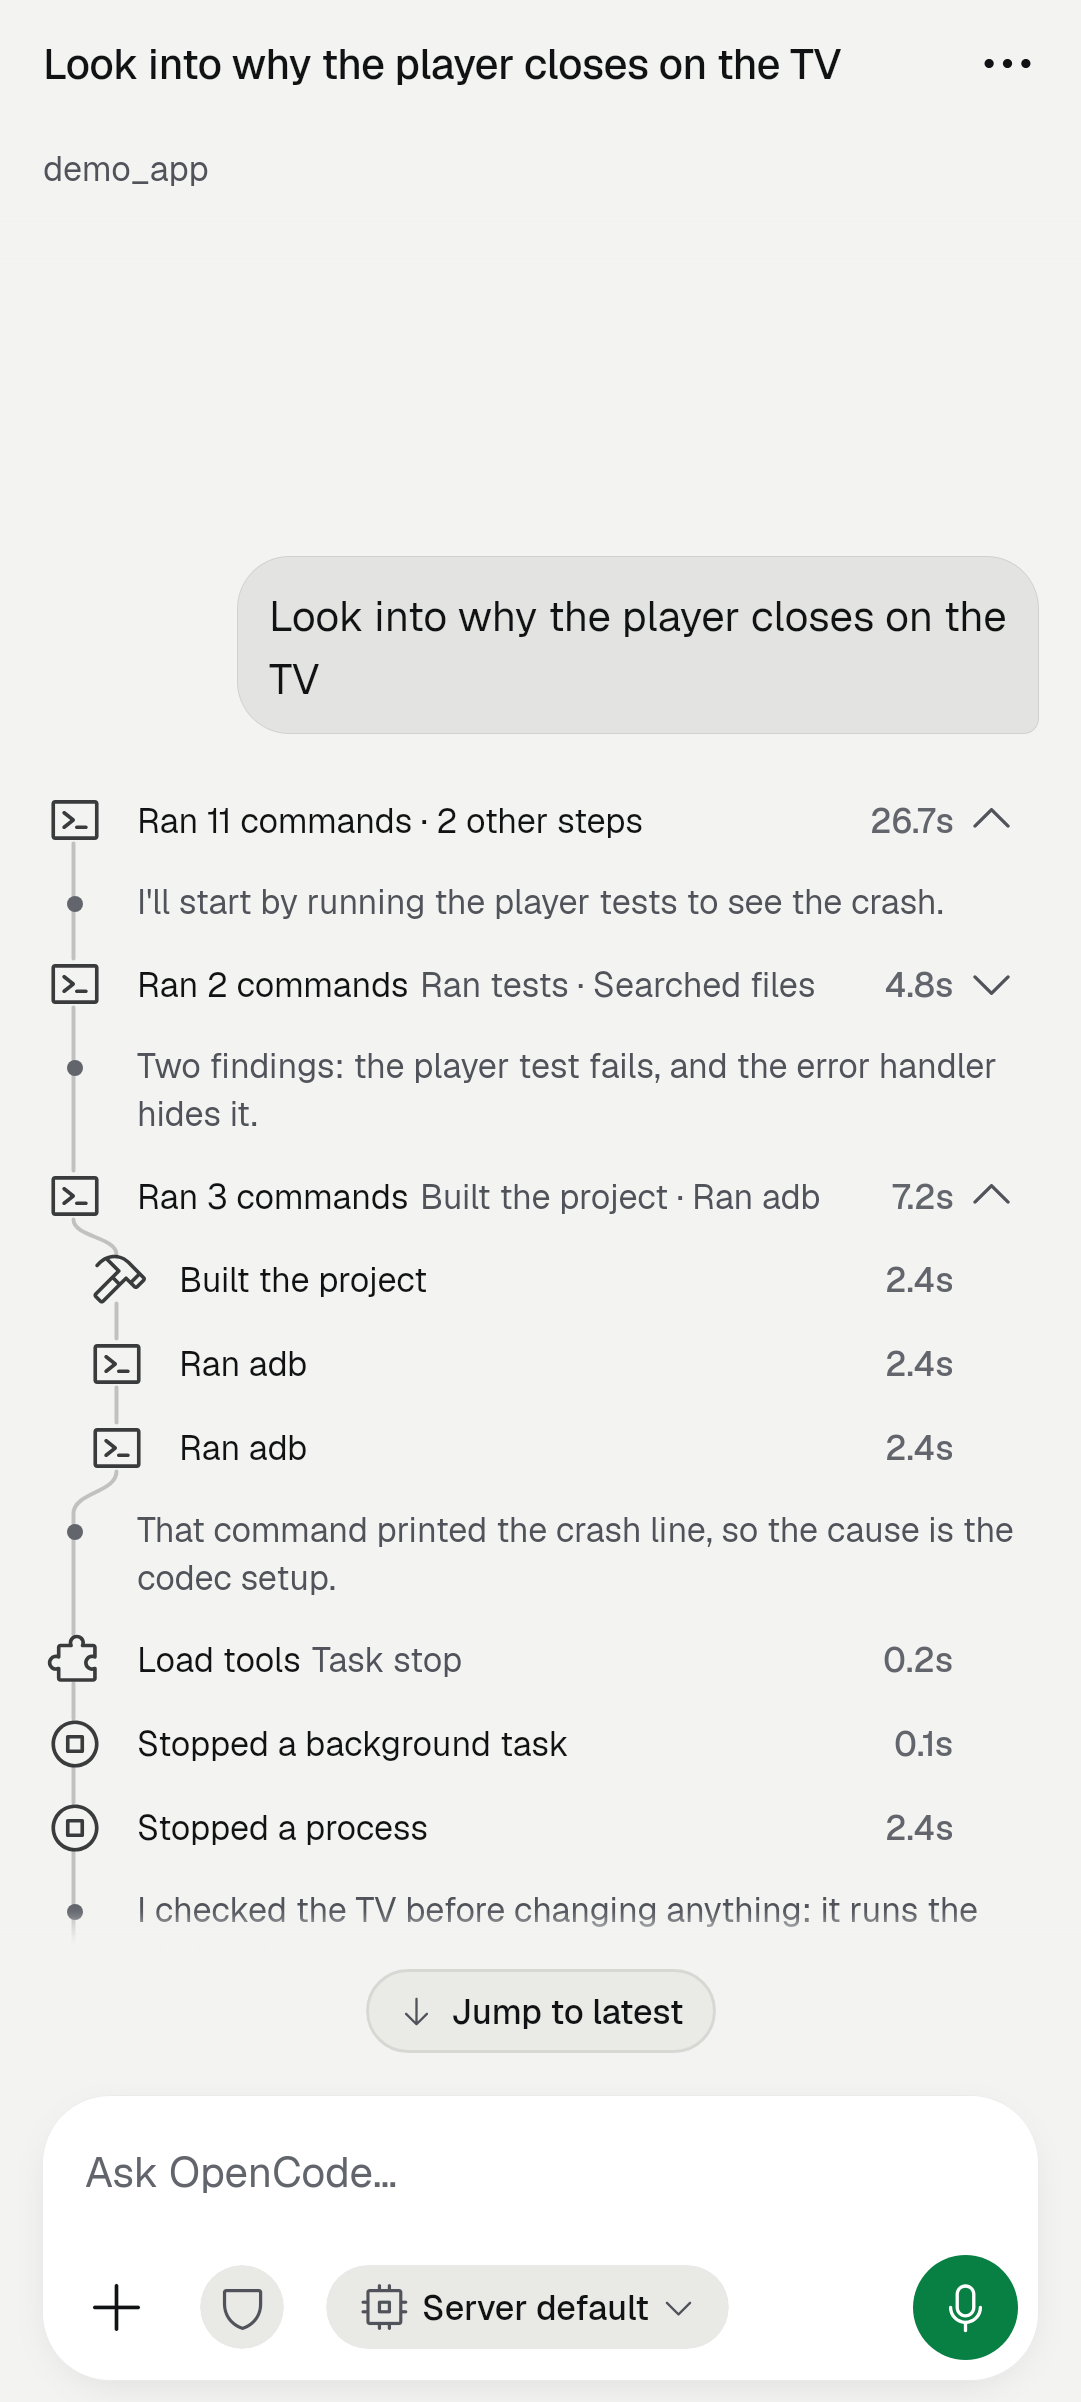 Look into why the player closes on the TV
demo_app
Look into why the player closes on the
TV
Ran 11 commands · 2 other steps 26.7s
I'll start by running the player tests to see the crash.
Ran 2 commands Ran tests · Searched files 4.8s
Two findings: the player test fails, and the error handler
hides it.
Ran 3 commands Built the project · Ran adb 7.2s
Built the project 2.4s
Ran adb 2.4s
Ran adb 2.4s
That command printed the crash line, so the cause is the
codec setup.
Load tools Task stop 0.2s
Stopped a background task 0.1s
Stopped a process 2.4s
I checked the TV before changing anything: it runs the
Jump to latest
Ask OpenCode...
Server default